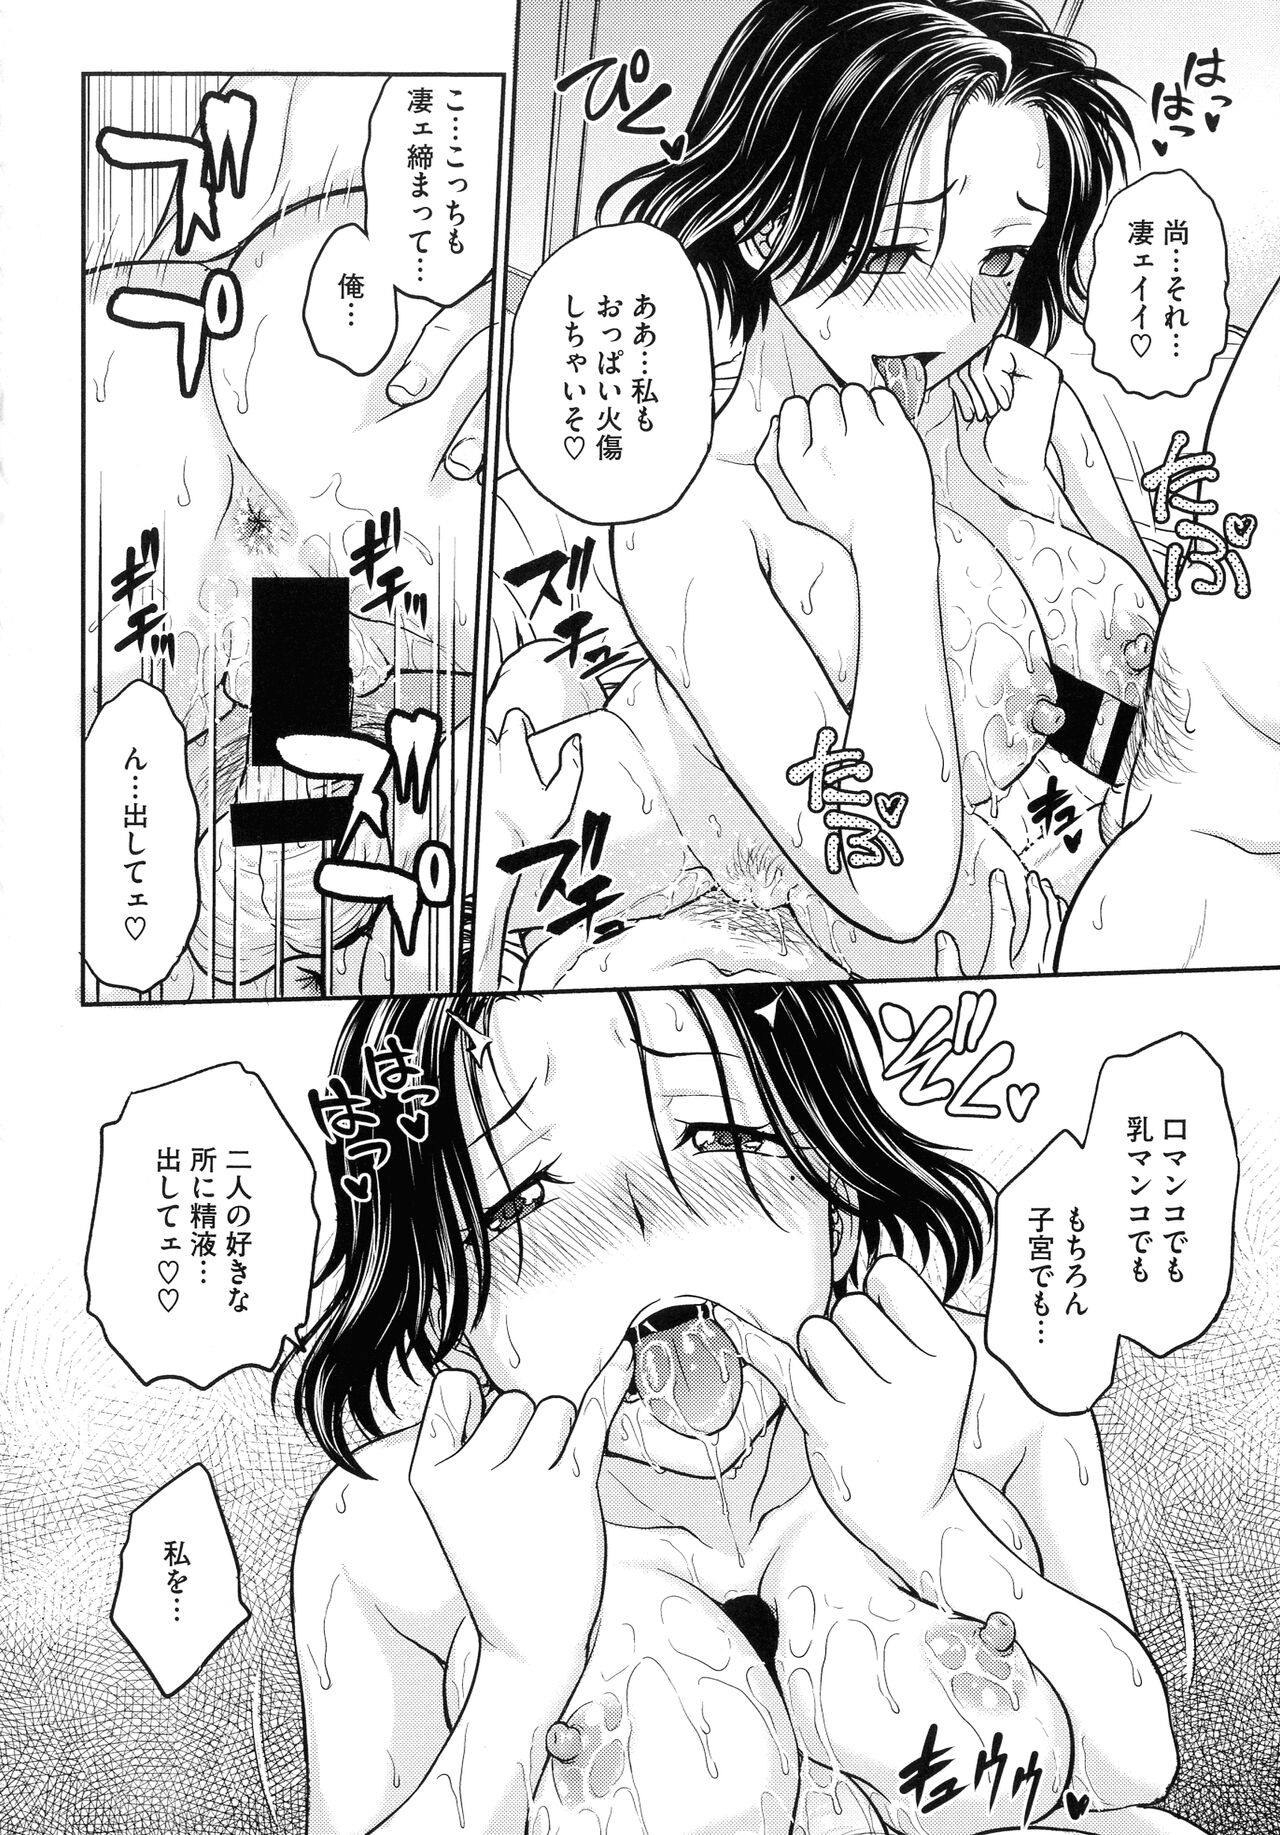 はっ
はっ
尚…それ…
凄ェイイ♡
ぴく
ああ…私も
おっぱい火傷
しちゃいそ♡
たぷ
たぷ
キュ
ズチュ
ズチュ
こ…こっちも
凄ェ締まって…
俺…
ズプ
ズプ
ギチッ
ギチッ
ん…出してェ♡
ぞく
口マンコでも
乳マンコでも
もちろん
子宮でも…
はっ
はっ
二人の好きな
所に精液…
出してェ♡♡
私を…
キュウウ